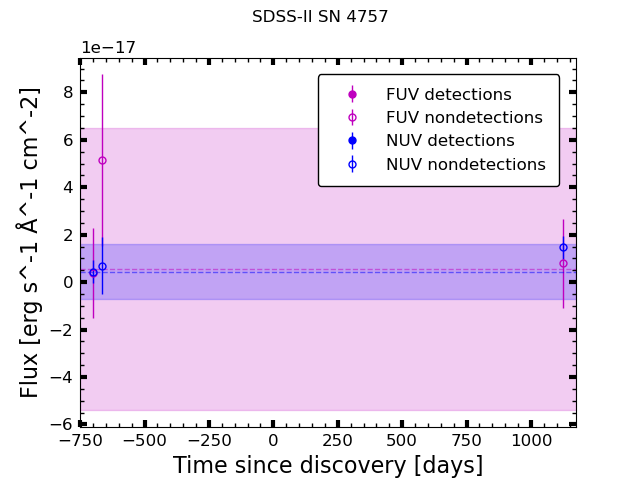 SDSS-II SN 4757
1e−17
FUV detections
FUV nondetections
NUV detections
NUV nondetections
8
6
4
2
0
−2
−4
−6
Flux [erg s^-1 Å^-1 cm^-2]
−750 −500 −250 0 250 500 750 1000
Time since discovery [days]